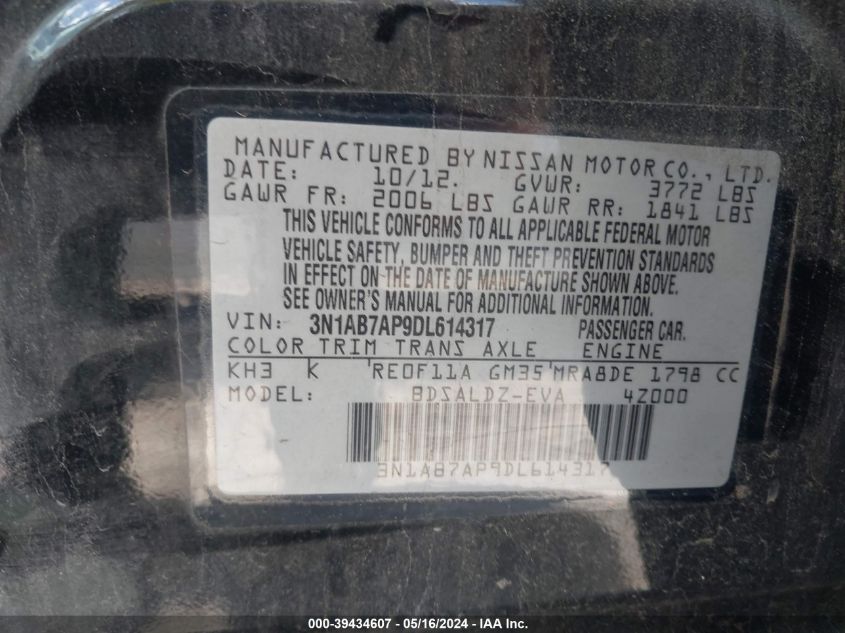 MANUFACTURED BY NISSAN MOTOR CO., LTD.
DATE: 10/12. GVWR: 3772 LBS
GAWR FR: 2006 LBS GAWR RR: 1841 LBS
THIS VEHICLE CONFORMS TO ALL APPLICABLE FEDERAL MOTOR
VEHICLE SAFETY, BUMPER AND THEFT PREVENTION STANDARDS
IN EFFECT ON THE DATE OF MANUFACTURE SHOWN ABOVE.
SEE OWNER'S MANUAL FOR ADDITIONAL INFORMATION.
VIN: 3N1AB7AP9DL614317 PASSENGER CAR.
COLOR TRIM TRANS AXLE ENGINE
KH3 K RE0F11A GM35 MRA8DE 1798 CC
MODEL: BDSALDZ-EVA 4Z000
3N1AB7AP9DL614317
000-39434607 - 05/16/2024 - IAA Inc.